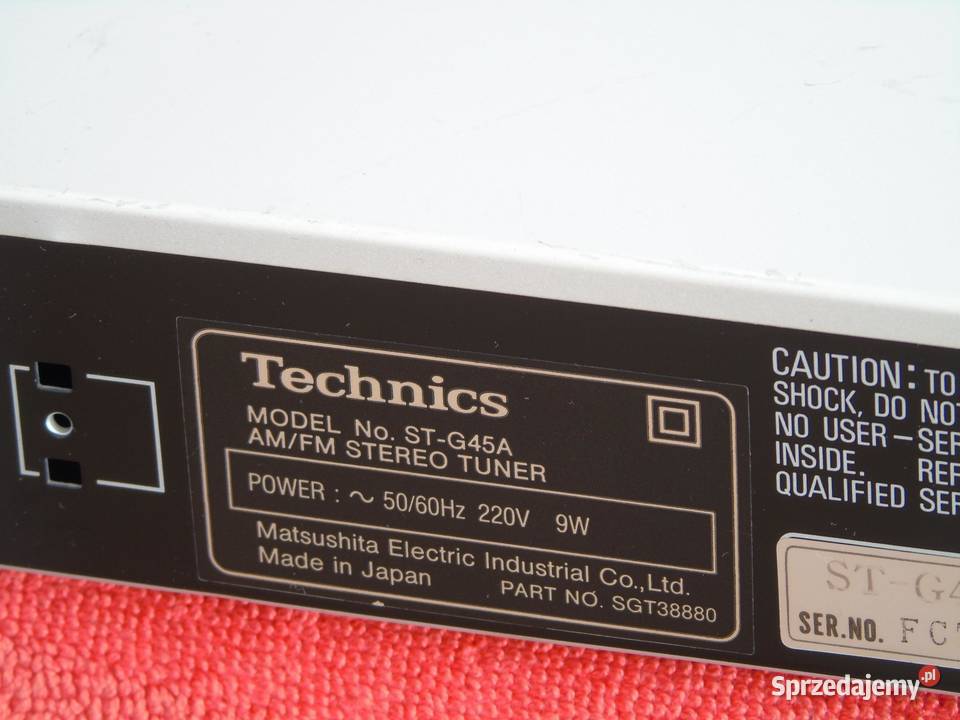 Technics
MODEL No. ST-G45A
AM/FM STEREO TUNER
POWER : ～ 50/60Hz 220V 9W
Matsushita Electric Industrial Co.,Ltd.
Made in Japan
PART NO. SGT38880
CAUTION: TO
SHOCK, DO NOT
NO USER–SER
INSIDE. REF
QUALIFIED SER
ST-G4
SER.NO. FC
Sprzedajemy.pl